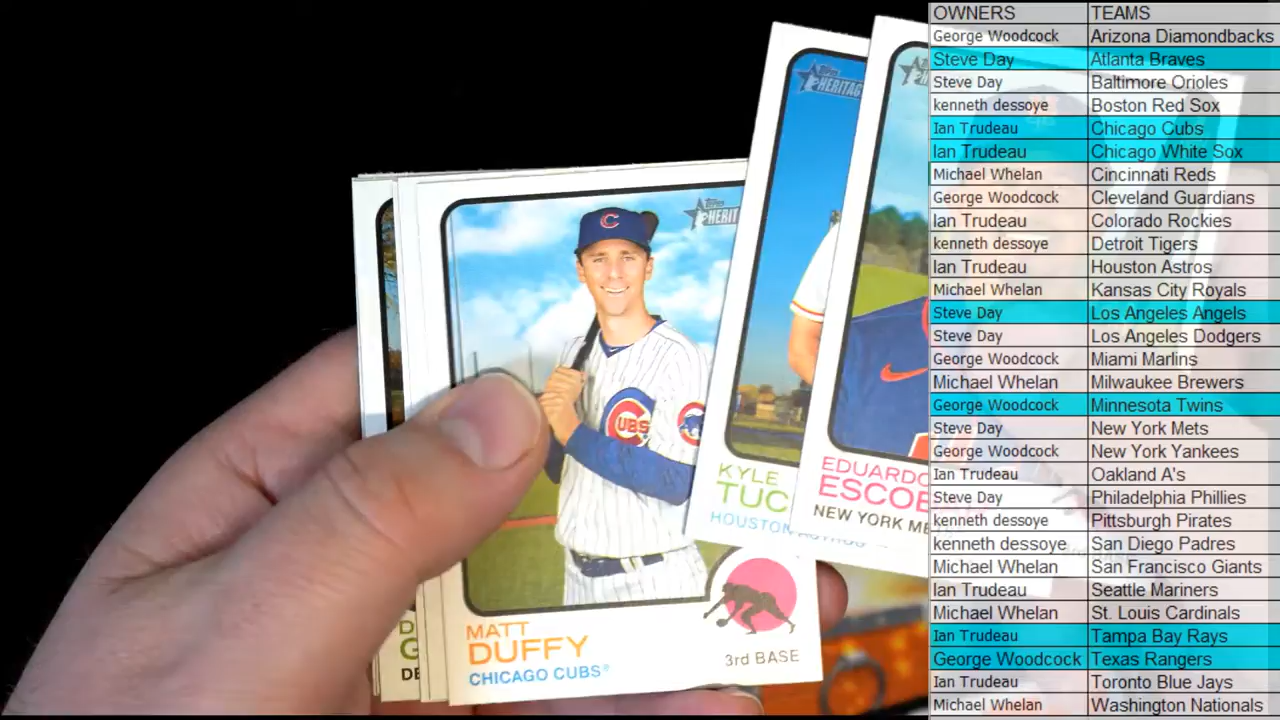 OWNERS TEAMS
George Woodcock Arizona Diamondbacks
Steve Day Atlanta Braves
Steve Day Baltimore Orioles
kenneth dessoye Boston Red Sox
Ian Trudeau Chicago Cubs
Ian Trudeau Chicago White Sox
Michael Whelan Cincinnati Reds
George Woodcock Cleveland Guardians
Ian Trudeau Colorado Rockies
kenneth dessoye Detroit Tigers
Ian Trudeau Houston Astros
Michael Whelan Kansas City Royals
Steve Day Los Angeles Angels
Steve Day Los Angeles Dodgers
George Woodcock Miami Marlins
Michael Whelan Milwaukee Brewers
George Woodcock Minnesota Twins
Steve Day New York Mets
George Woodcock New York Yankees
Ian Trudeau Oakland A's
Steve Day Philadelphia Phillies
kenneth dessoye Pittsburgh Pirates
kenneth dessoye San Diego Padres
Michael Whelan San Francisco Giants
Ian Trudeau Seattle Mariners
Michael Whelan St. Louis Cardinals
Ian Trudeau Tampa Bay Rays
George Woodcock Texas Rangers
Ian Trudeau Toronto Blue Jays
Michael Whelan Washington Nationals
Topps
HERIT
C
CUBS
MATT
DUFFY
CHICAGO CUBS®
3rd BASE
Topps
HERITAGE
KYLE
TUC
HOUSTON ASTROS
EDUARDO
ESCOB
NEW YORK ME
D
G
DE